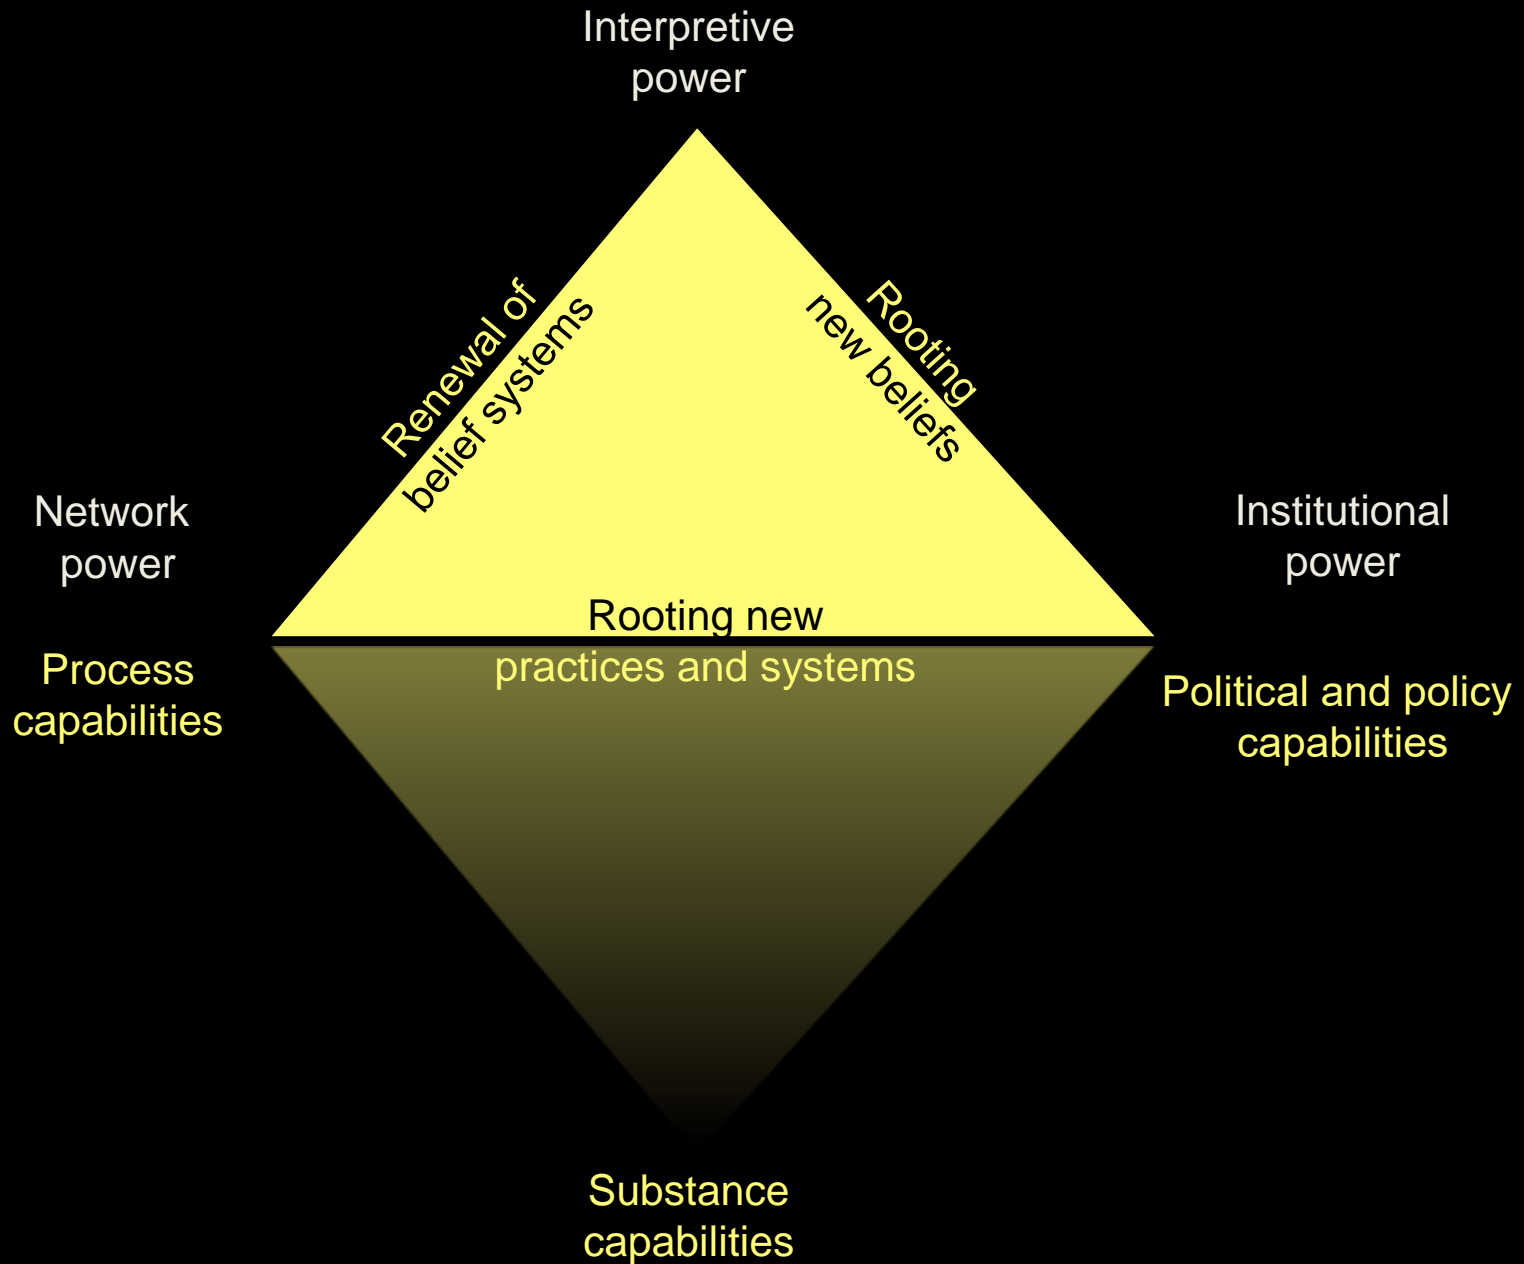 Interpretive
power
Renewal of
belief systems
Rooting
new beliefs
Network
power
Institutional
power
Rooting new
practices and systems
Process
capabilities
Political and policy
capabilities
Substance
capabilities